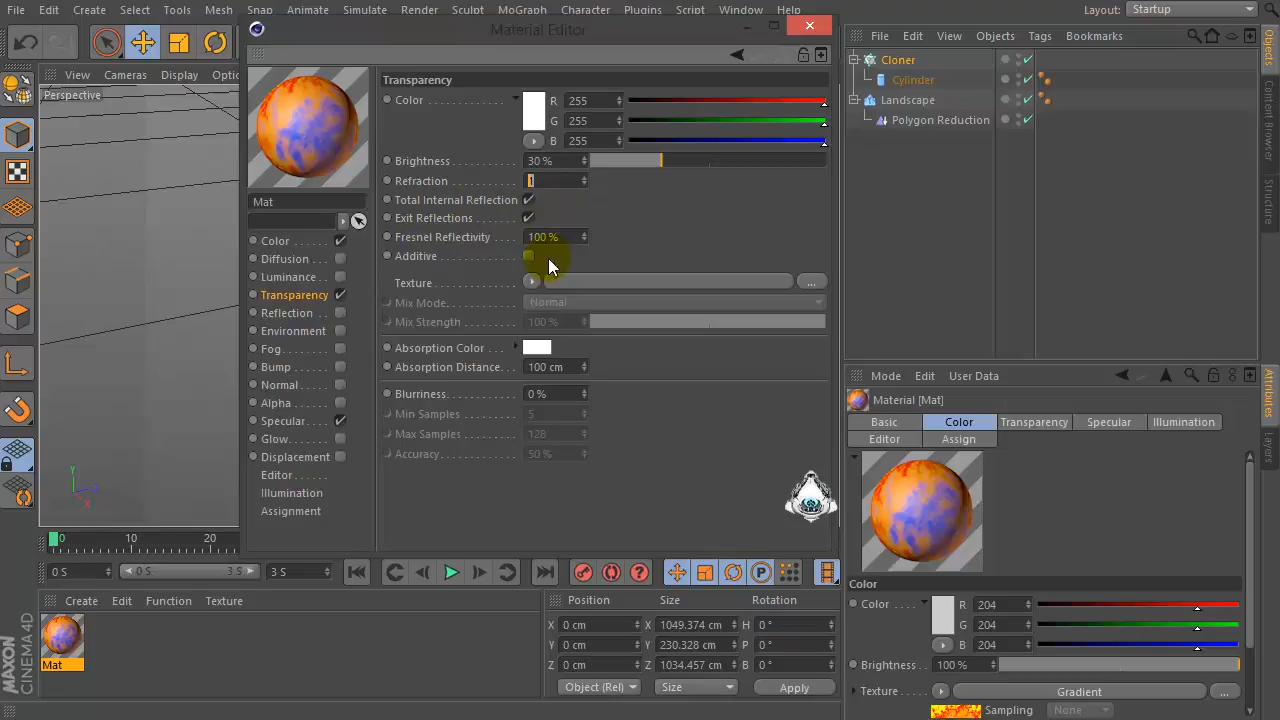 File Edit Create Select Tools Mesh Snap Animate Simulate Render Sculpt MoGraph Character Plugins Script Window Help Layout: Startup
Material Editor
File Edit View Objects Tags Bookmarks
View Cameras Display Optic
Perspective
Transparency
Color R 255
G 255
B 255
Brightness 30 %
Refraction 1
Total Internal Reflection
Exit Reflections
Fresnel Reflectivity 100 %
Additive
Texture ...
Mix Mode Normal
Mix Strength 100 %
Absorption Color
Absorption Distance 100 cm
Blurriness 0 %
Min Samples 5
Max Samples 128
Accuracy 50 %
Mat
Color
Diffusion
Luminance
Transparency
Reflection
Environment
Fog
Bump
Normal
Alpha
Specular
Glow
Displacement
Editor
Illumination
Assignment
Cloner
Cylinder
Landscape
Polygon Reduction
Objects
Content Browser
Structure
Mode Edit User Data
Material [Mat]
Basic Color Transparency Specular Illumination
Editor Assign
Attributes
Layers
Color
Color R 204
G 204
B 204
Brightness 100 %
Texture Gradient ...
Sampling None
Y
Z
X
0 10 20
0 S 0 S 3 S 3 S
P
Create Edit Function Texture
Mat
Position Size Rotation
X 0 cm X 1049.374 cm H 0 °
Y 0 cm Y 230.328 cm P 0 °
Z 0 cm Z 1034.457 cm B 0 °
Object (Rel) Size Apply
MAXON
CINEMA 4D